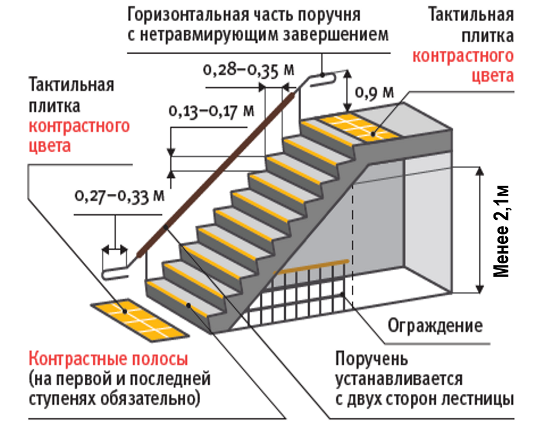 Горизонтальная часть поручня
с нетравмирующим завершением
Тактильная
плитка
контрастного
цвета
0,28–0,35 м
0,9 м
Тактильная
плитка
контрастного
цвета
0,13–0,17 м
0,27–0,33 м
Менее 2,1м
Ограждение
Контрастные полосы
(на первой и последней
ступенях обязательно)
Поручень
устанавливается
с двух сторон лестницы